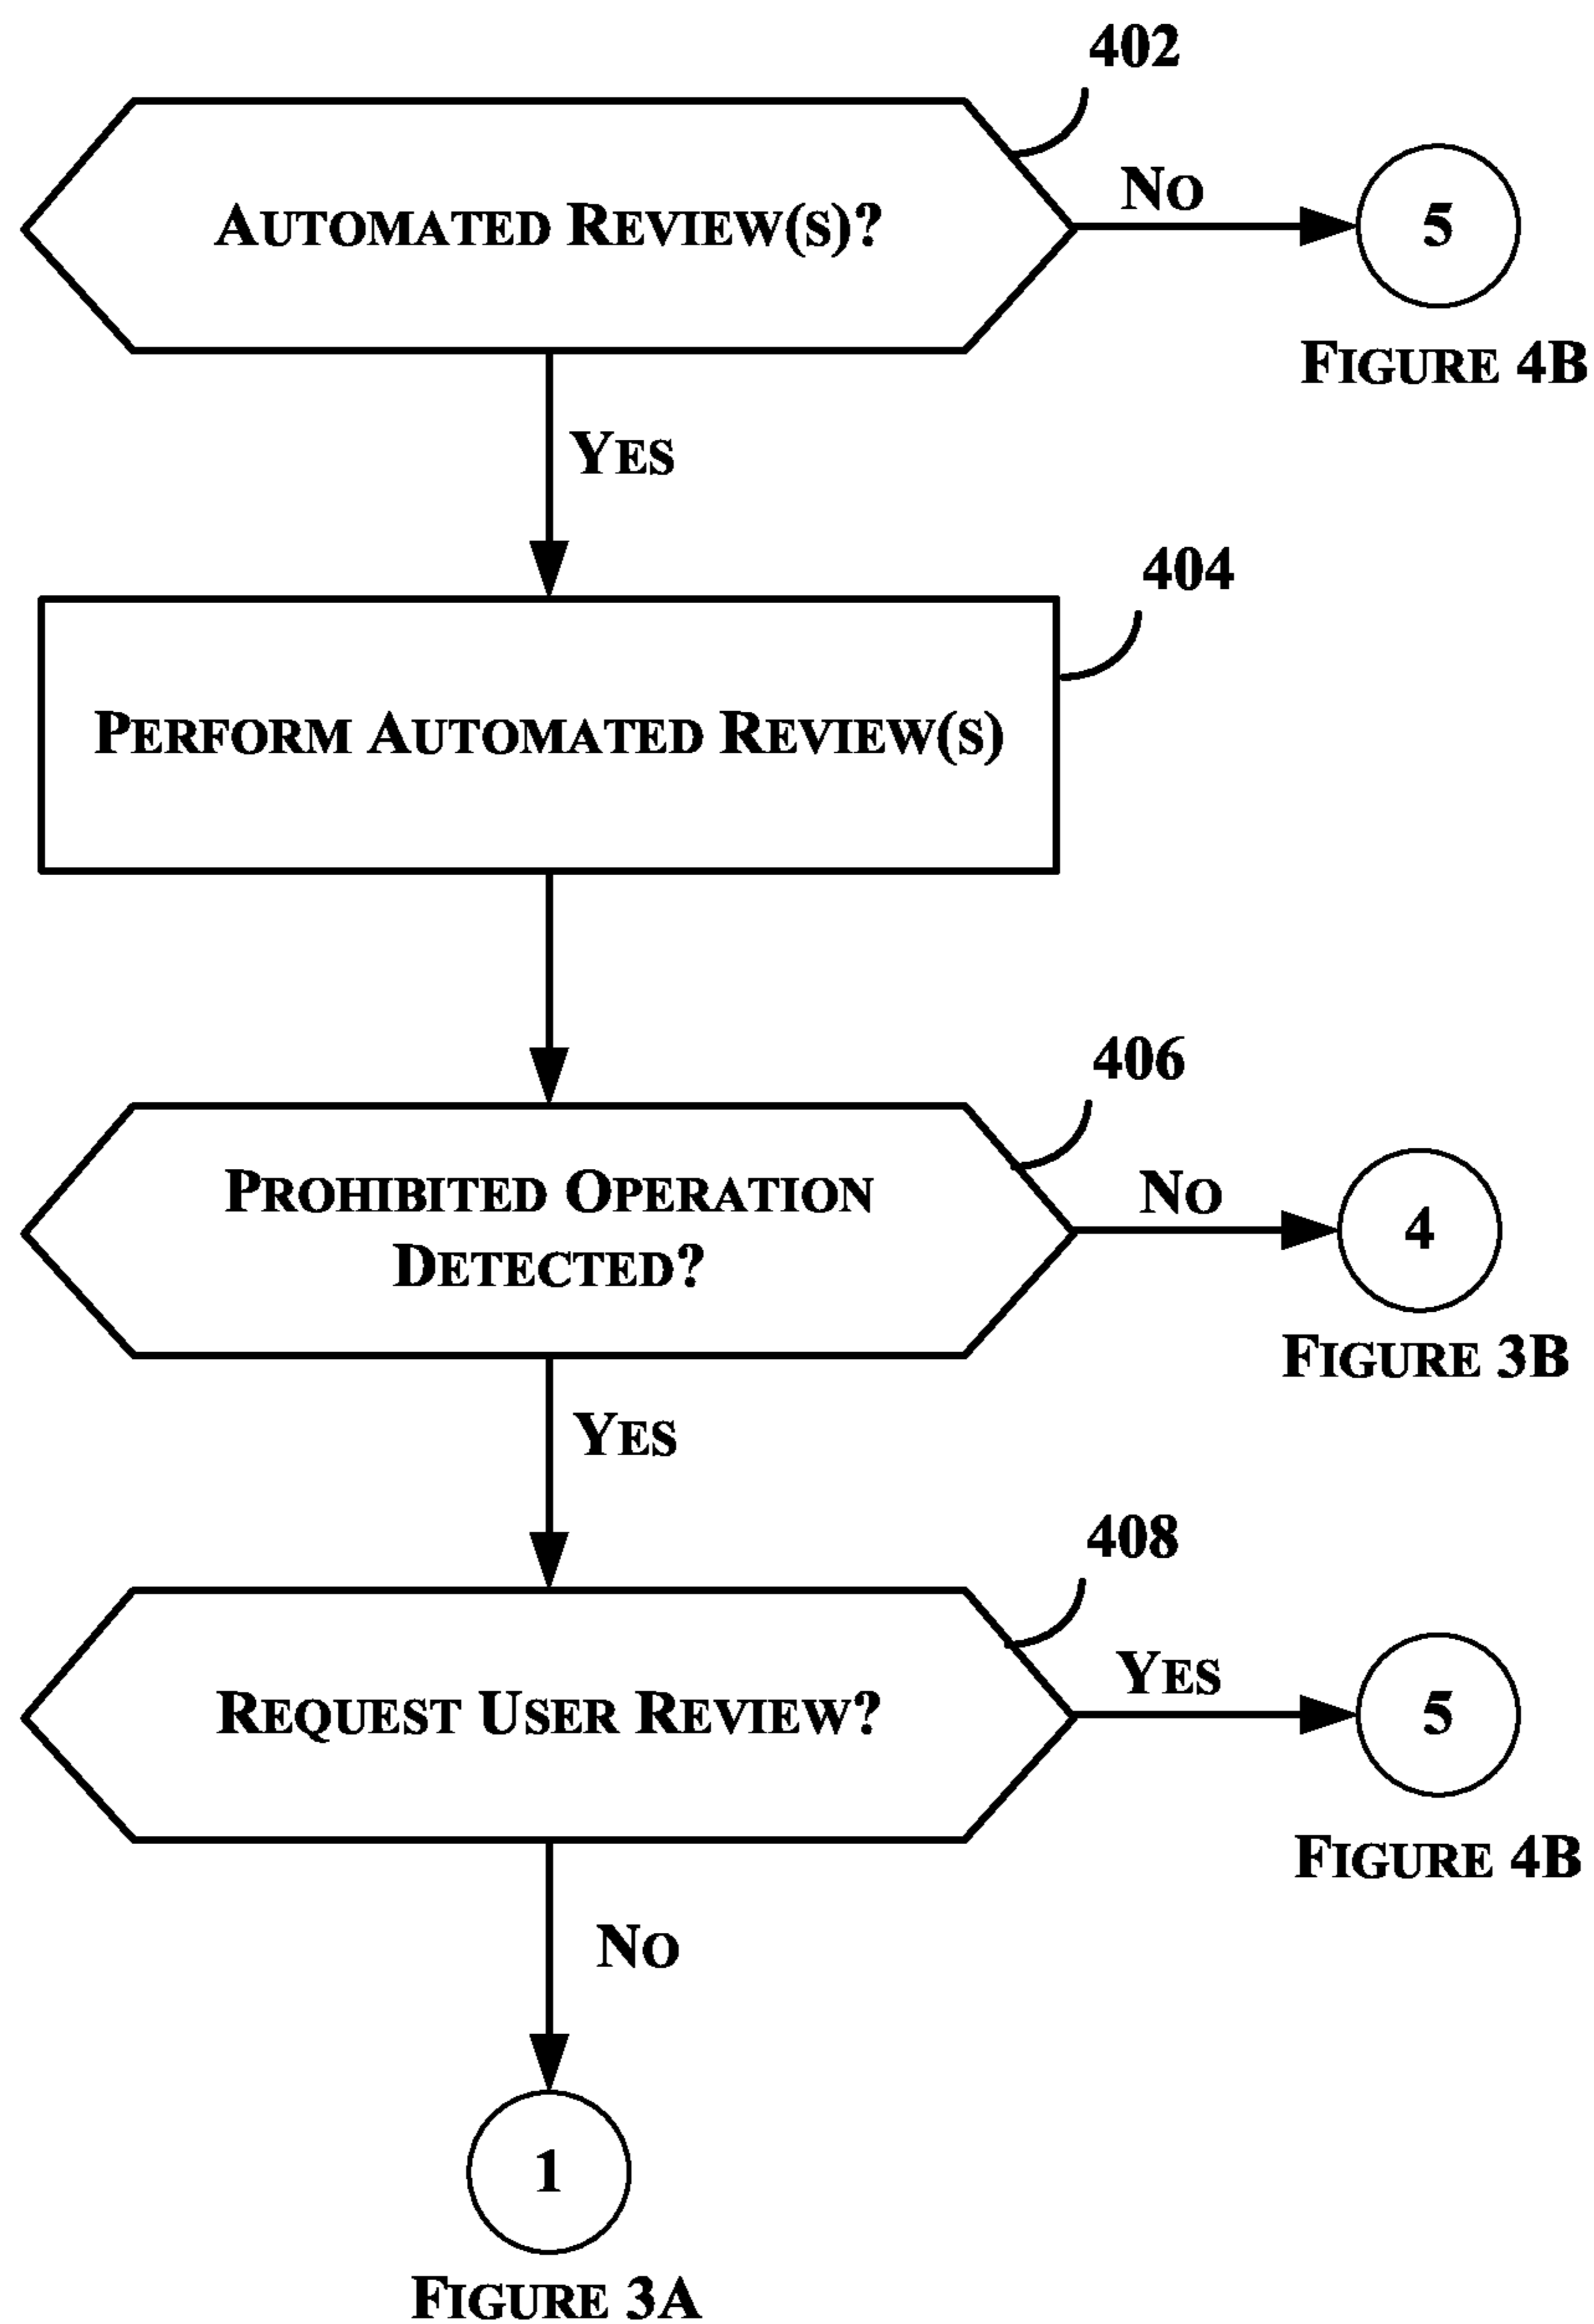 402
AUTOMATED REVIEW(S)?
NO
5
FIGURE 4B
YES
404
PERFORM AUTOMATED REVIEW(S)
406
PROHIBITED OPERATION
DETECTED?
NO
4
FIGURE 3B
YES
408
REQUEST USER REVIEW?
YES
5
FIGURE 4B
NO
1
FIGURE 3A